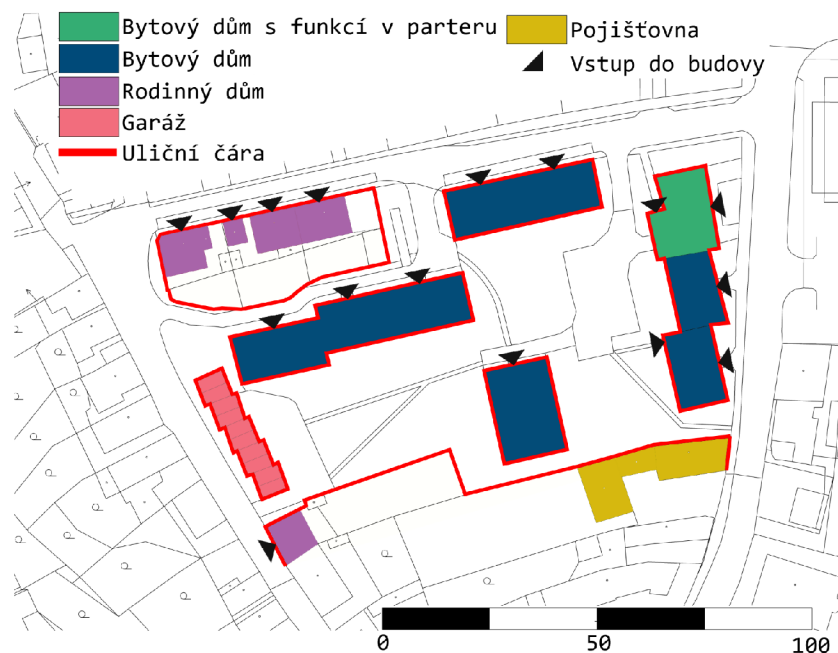 Bytový dům s funkcí v parteru
Bytový dům
Rodinný dům
Garáž
Uliční čára
Pojišťovna
Vstup do budovy
0 50 100